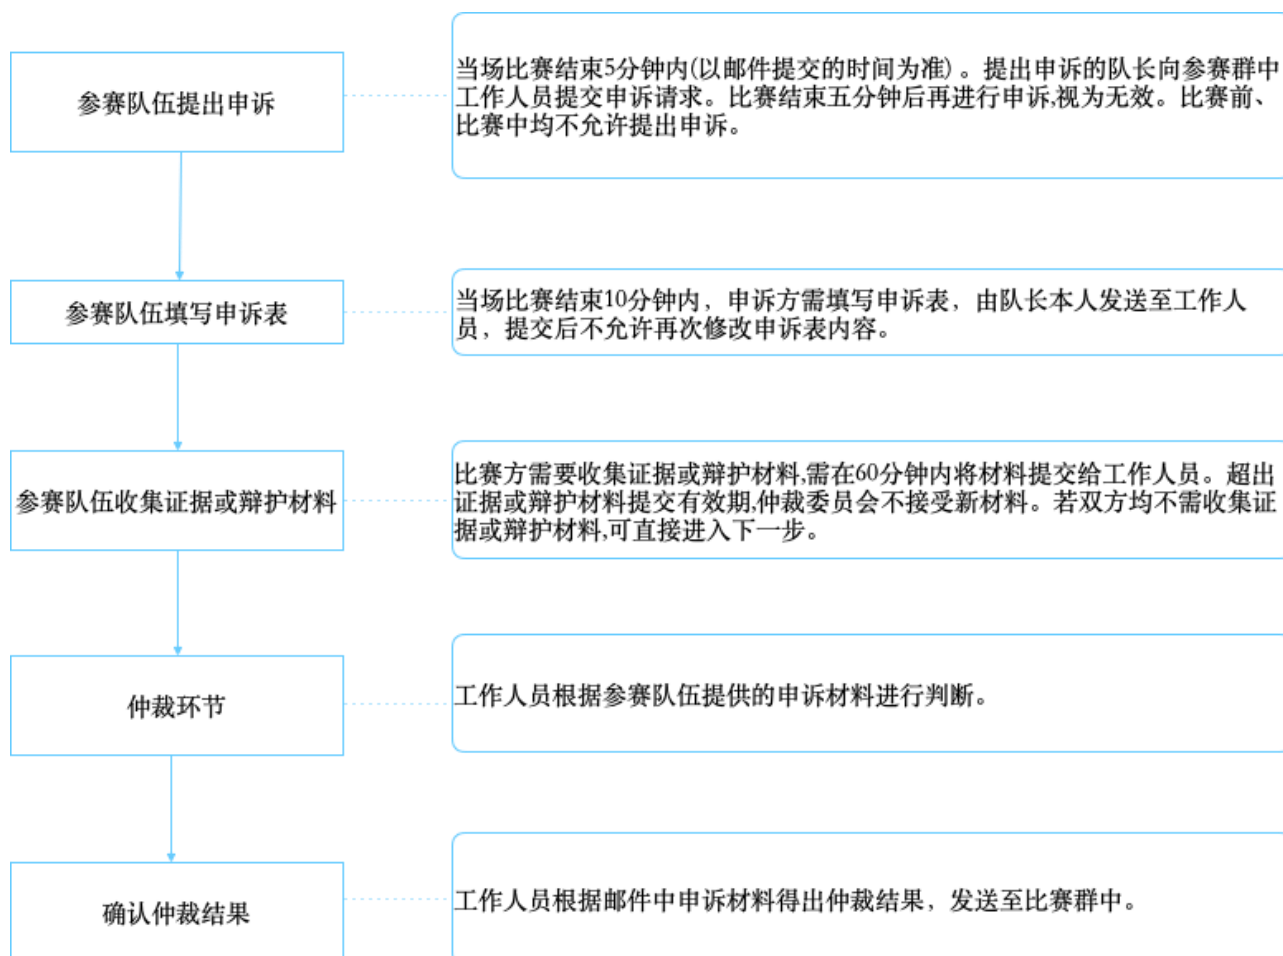 参赛队伍提出申诉
当场比赛结束5分钟内(以邮件提交的时间为准) 。提出申诉的队长向参赛群中
工作人员提交申诉请求。比赛结束五分钟后再进行申诉,视为无效。比赛前、
比赛中均不允许提出申诉。
参赛队伍填写申诉表
当场比赛结束10分钟内，申诉方需填写申诉表，由队长本人发送至工作人
员，提交后不允许再次修改申诉表内容。
参赛队伍收集证据或辩护材料
比赛方需要收集证据或辩护材料,需在60分钟内将材料提交给工作人员。超出
证据或辩护材料提交有效期,仲裁委员会不接受新材料。若双方均不需收集证
据或辩护材料,可直接进入下一步。
仲裁环节
工作人员根据参赛队伍提供的申诉材料进行判断。
确认仲裁结果
工作人员根据邮件中申诉材料得出仲裁结果，发送至比赛群中。